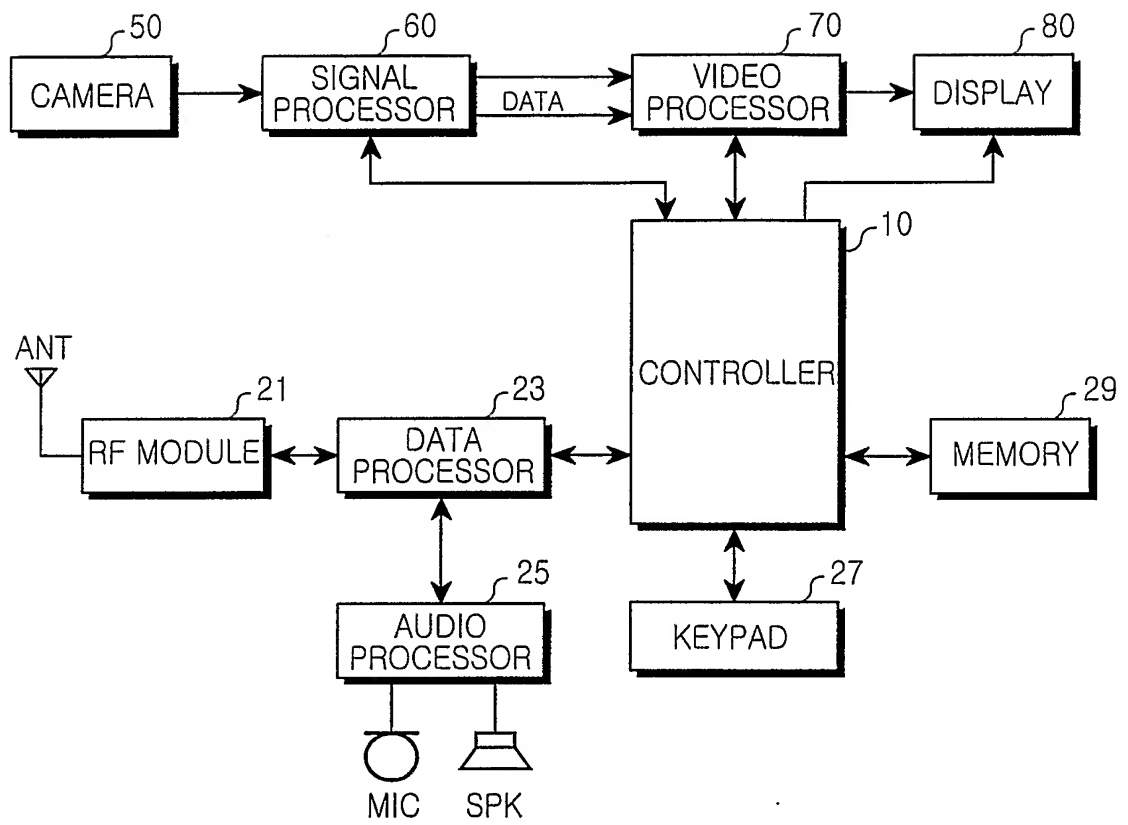 50
60
70
80
CAMERA
SIGNAL
PROCESSOR
DATA
VIDEO
PROCESSOR
DISPLAY
10
CONTROLLER
ANT
21
23
29
RF MODULE
DATA
PROCESSOR
MEMORY
25
27
AUDIO
PROCESSOR
KEYPAD
MIC
SPK